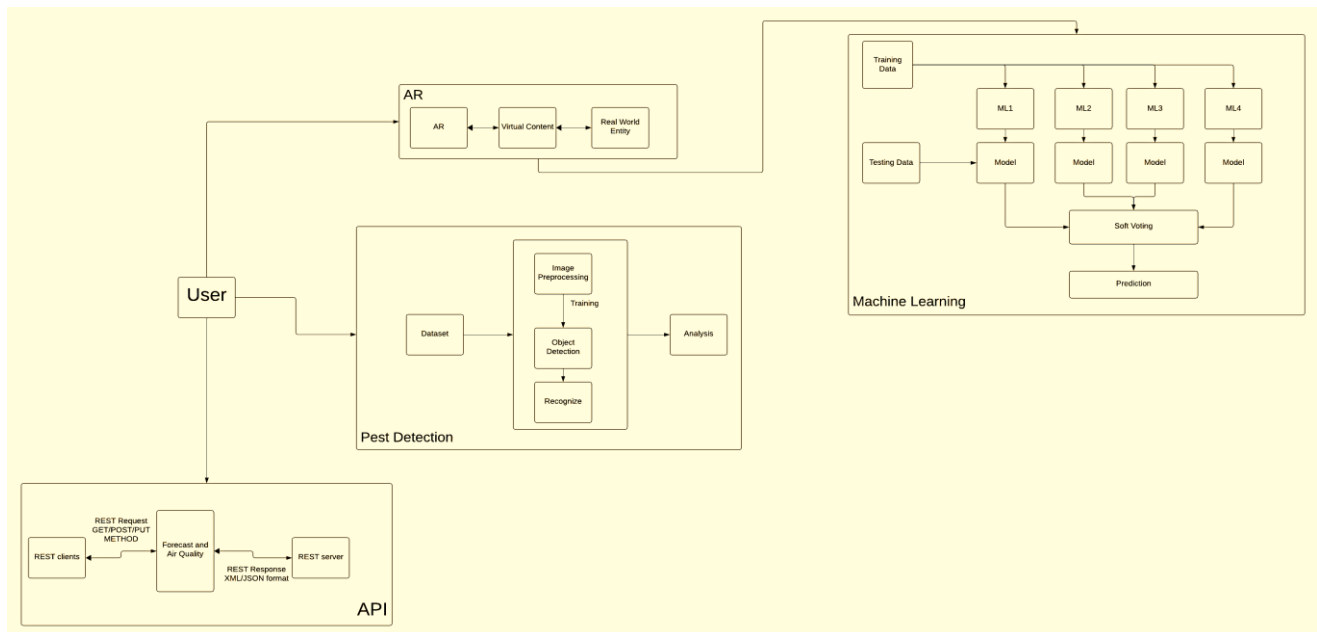 AR
AR
Virtual Content
Real World
Entity
Training
Data
ML1
ML2
ML3
ML4
Testing Data
Model
Model
Model
Model
Soft Voting
Prediction
Machine Learning
User
Dataset
Image
Preprocessing
Training
Object
Detection
Recognize
Analysis
Pest Detection
REST clients
REST Request
GET/POST/PUT
METHOD
Forecast and
Air Quality
REST Response
XML/JSON format
REST server
API